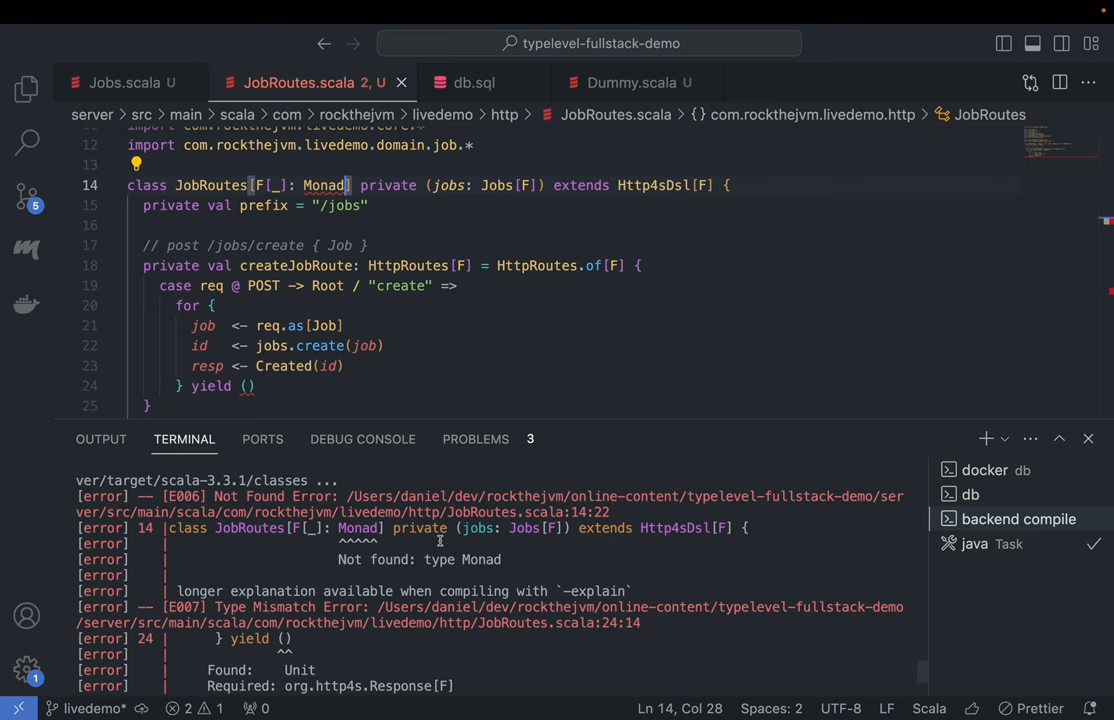 typelevel-fullstack-demo
Jobs.scala U
JobRoutes.scala 2, U
db.sql
Dummy.scala U
server > src > main > scala > com > rockthejvm > livedemo > http > JobRoutes.scala > {} com.rockthejvm.livedemo.http > JobRoutes
12 import com.rockthejvm.livedemo.domain.job.*
13
14 class JobRoutes[F[_]: Monad] private (jobs: Jobs[F]) extends Http4sDsl[F] {
15 private val prefix = "/jobs"
16
17 // post /jobs/create { Job }
18 private val createJobRoute: HttpRoutes[F] = HttpRoutes.of[F] {
19 case req @ POST -> Root / "create" =>
20 for {
21 job <- req.as[Job]
22 id <- jobs.create(job)
23 resp <- Created(id)
24 } yield ()
25 }
5
1
OUTPUT TERMINAL PORTS DEBUG CONSOLE PROBLEMS 3
ver/target/scala-3.3.1/classes ...
[error] -- [E006] Not Found Error: /Users/daniel/dev/rockthejvm/online-content/typelevel-fullstack-demo/ser
ver/src/main/scala/com/rockthejvm/livedemo/http/JobRoutes.scala:14:22
[error] 14 |class JobRoutes[F[_]: Monad] private (jobs: Jobs[F]) extends Http4sDsl[F] {
[error] | ^^^^^
[error] | Not found: type Monad
[error] |
[error] | longer explanation available when compiling with `-explain`
[error] -- [E007] Type Mismatch Error: /Users/daniel/dev/rockthejvm/online-content/typelevel-fullstack-demo
/server/src/main/scala/com/rockthejvm/livedemo/http/JobRoutes.scala:24:14
[error] 24 | } yield ()
[error] | ^^
[error] | Found: Unit
[error] | Required: org.http4s.Response[F]
docker db
db
backend compile
java Task
livedemo* 2 1 0 Ln 14, Col 28 Spaces: 2 UTF-8 LF Scala Prettier